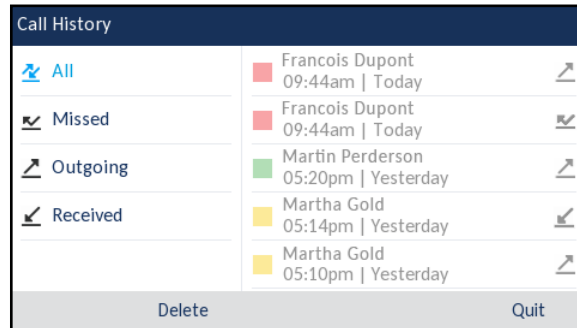 Call History
All
Missed
Outgoing
Received
Francois Dupont
09:44am | Today
Francois Dupont
09:44am | Today
Martin Perderson
05:20pm | Yesterday
Martha Gold
05:14pm | Yesterday
Martha Gold
05:10pm | Yesterday
Delete
Quit